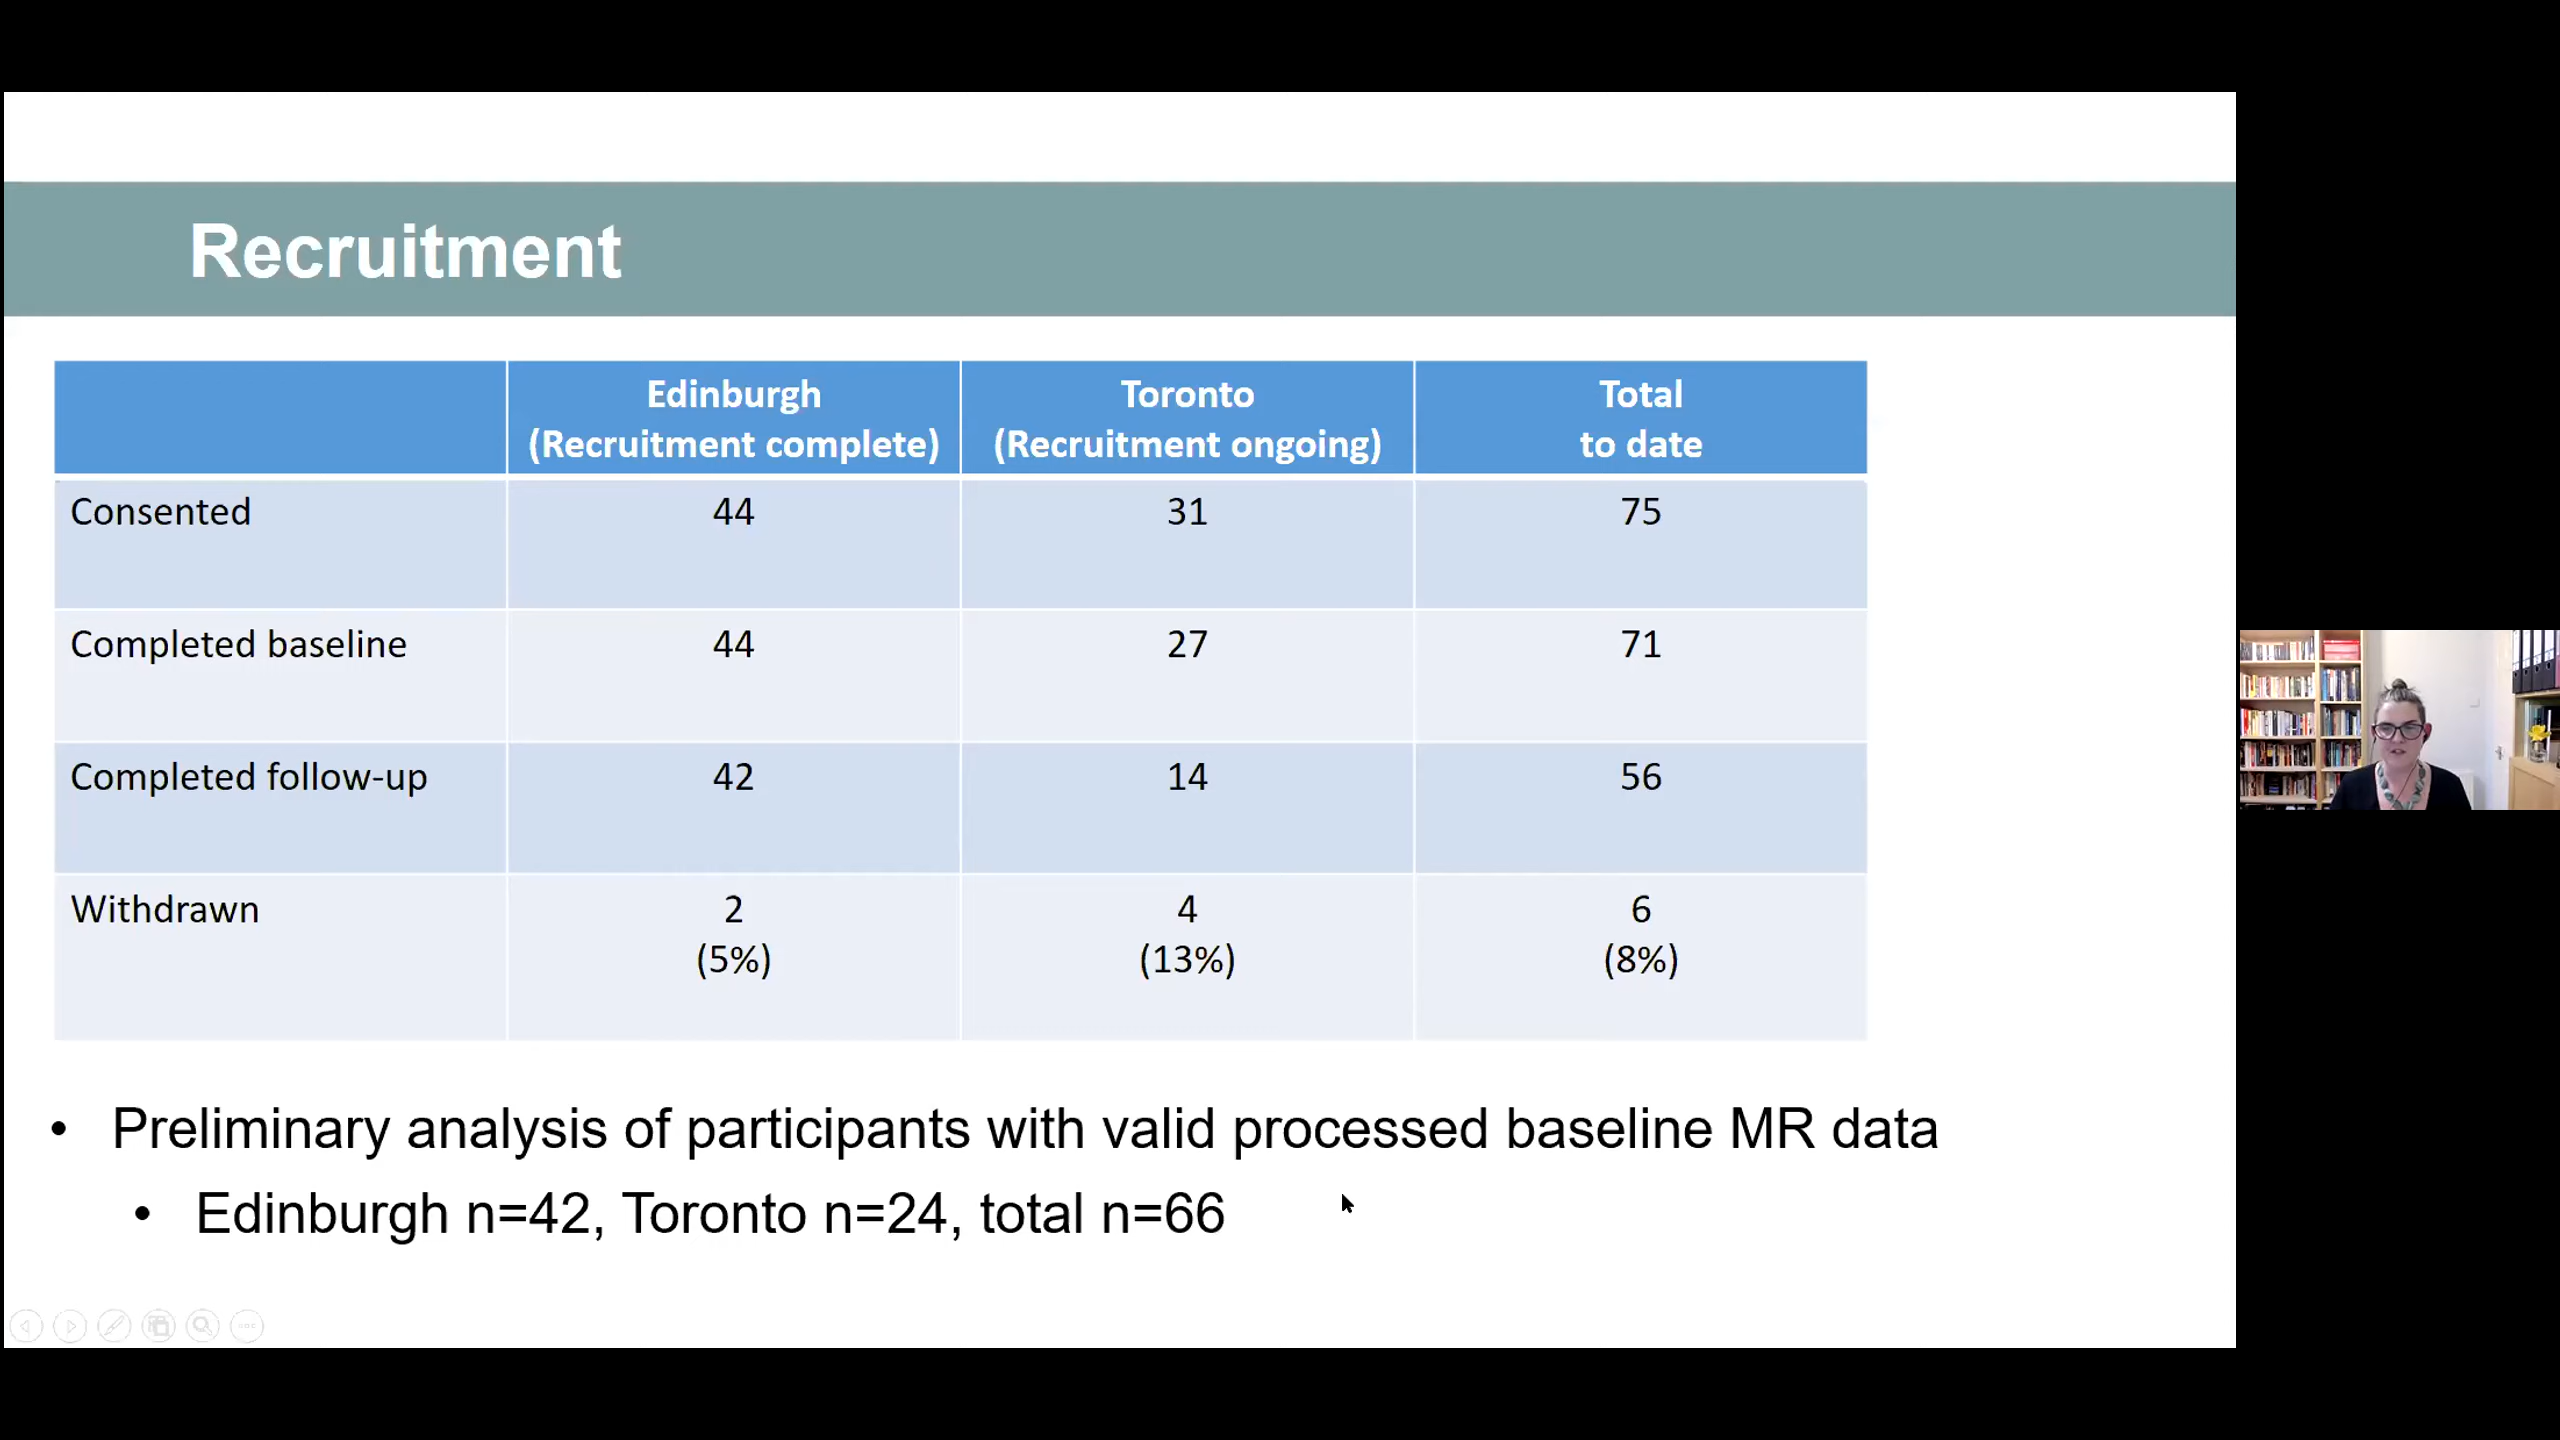 Recruitment
Edinburgh
(Recruitment complete)
Toronto
(Recruitment ongoing)
Total
to date
Consented
44
31
75
Completed baseline
44
27
71
Completed follow-up
42
14
56
Withdrawn
2
(5%)
4
(13%)
6
(8%)
• Preliminary analysis of participants with valid processed baseline MR data
• Edinburgh n=42, Toronto n=24, total n=66